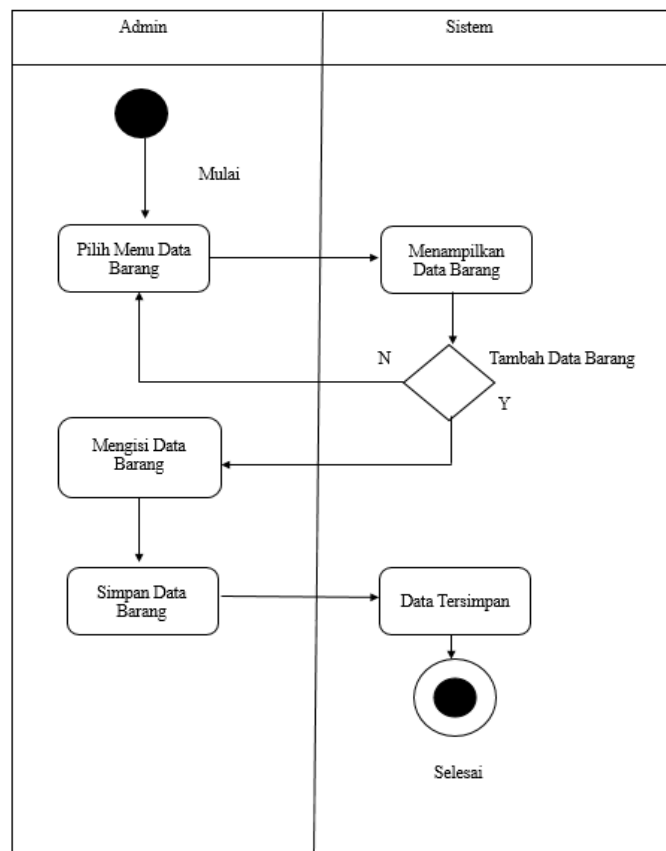 Admin
Sistem
Mulai
Pilih Menu Data
Barang
Menampilkan
Data Barang
N
Tambah Data Barang
Y
Mengisi Data
Barang
Simpan Data
Barang
Data Tersimpan
Selesai